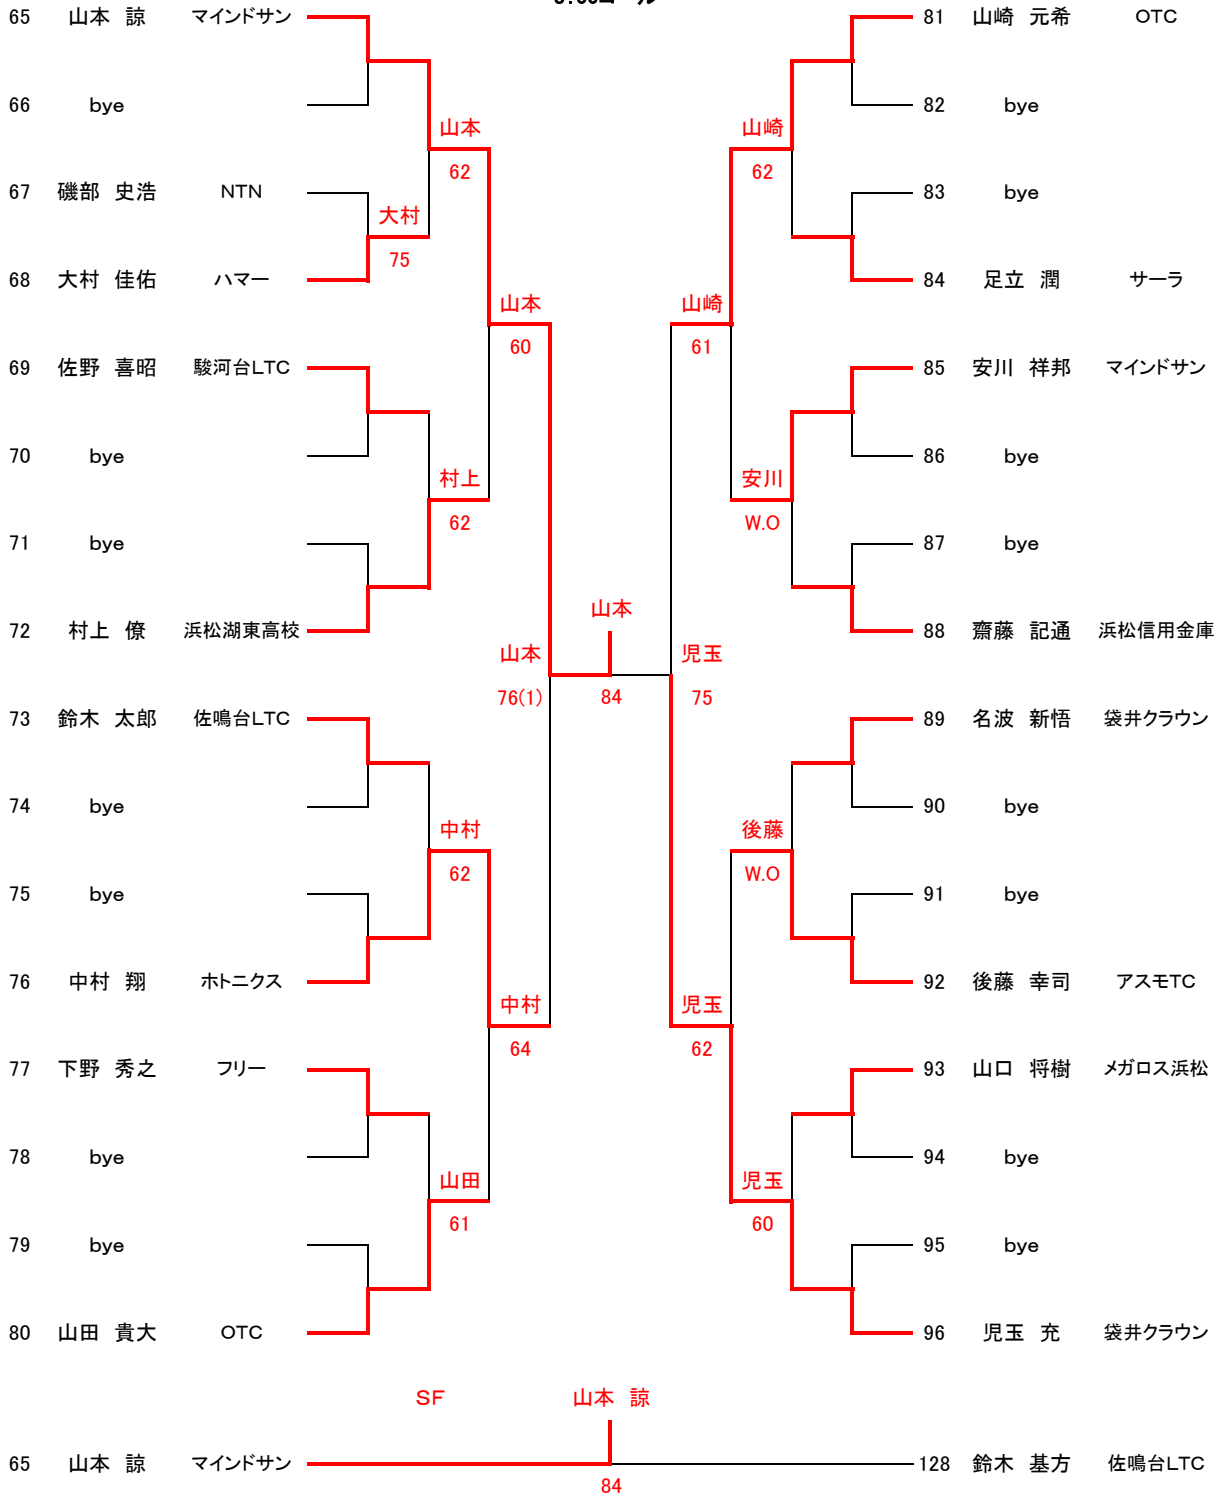 65 山本 諒 マインドサン
81 山崎 元希 OTC
66 bye
82 bye
山本
山崎
62
62
67 磯部 史浩 NTN
83 bye
大村
75
68 大村 佳佑 ハマー
84 足立 潤 サーラ
山本
山崎
60
61
69 佐野 喜昭 駿河台LTC
85 安川 祥邦 マインドサン
70 bye
86 bye
村上
安川
62
W.O
71 bye
87 bye
山本
72 村上 僚 浜松湖東高校
88 齋藤 記通 浜松信用金庫
山本
児玉
76(1)
84
75
73 鈴木 太郎 佐鳴台LTC
89 名波 新悟 袋井クラウン
74 bye
90 bye
中村
後藤
62
W.O
75 bye
91 bye
76 中村 翔 ホトニクス
92 後藤 幸司 アスモTC
中村
児玉
64
62
77 下野 秀之 フリー
93 山口 将樹 メガロス浜松
78 bye
94 bye
山田
児玉
61
60
79 bye
95 bye
80 山田 貴大 OTC
96 児玉 充 袋井クラウン
SF 山本 諒
65 山本 諒 マインドサン
128 鈴木 基方 佐鳴台LTC
84